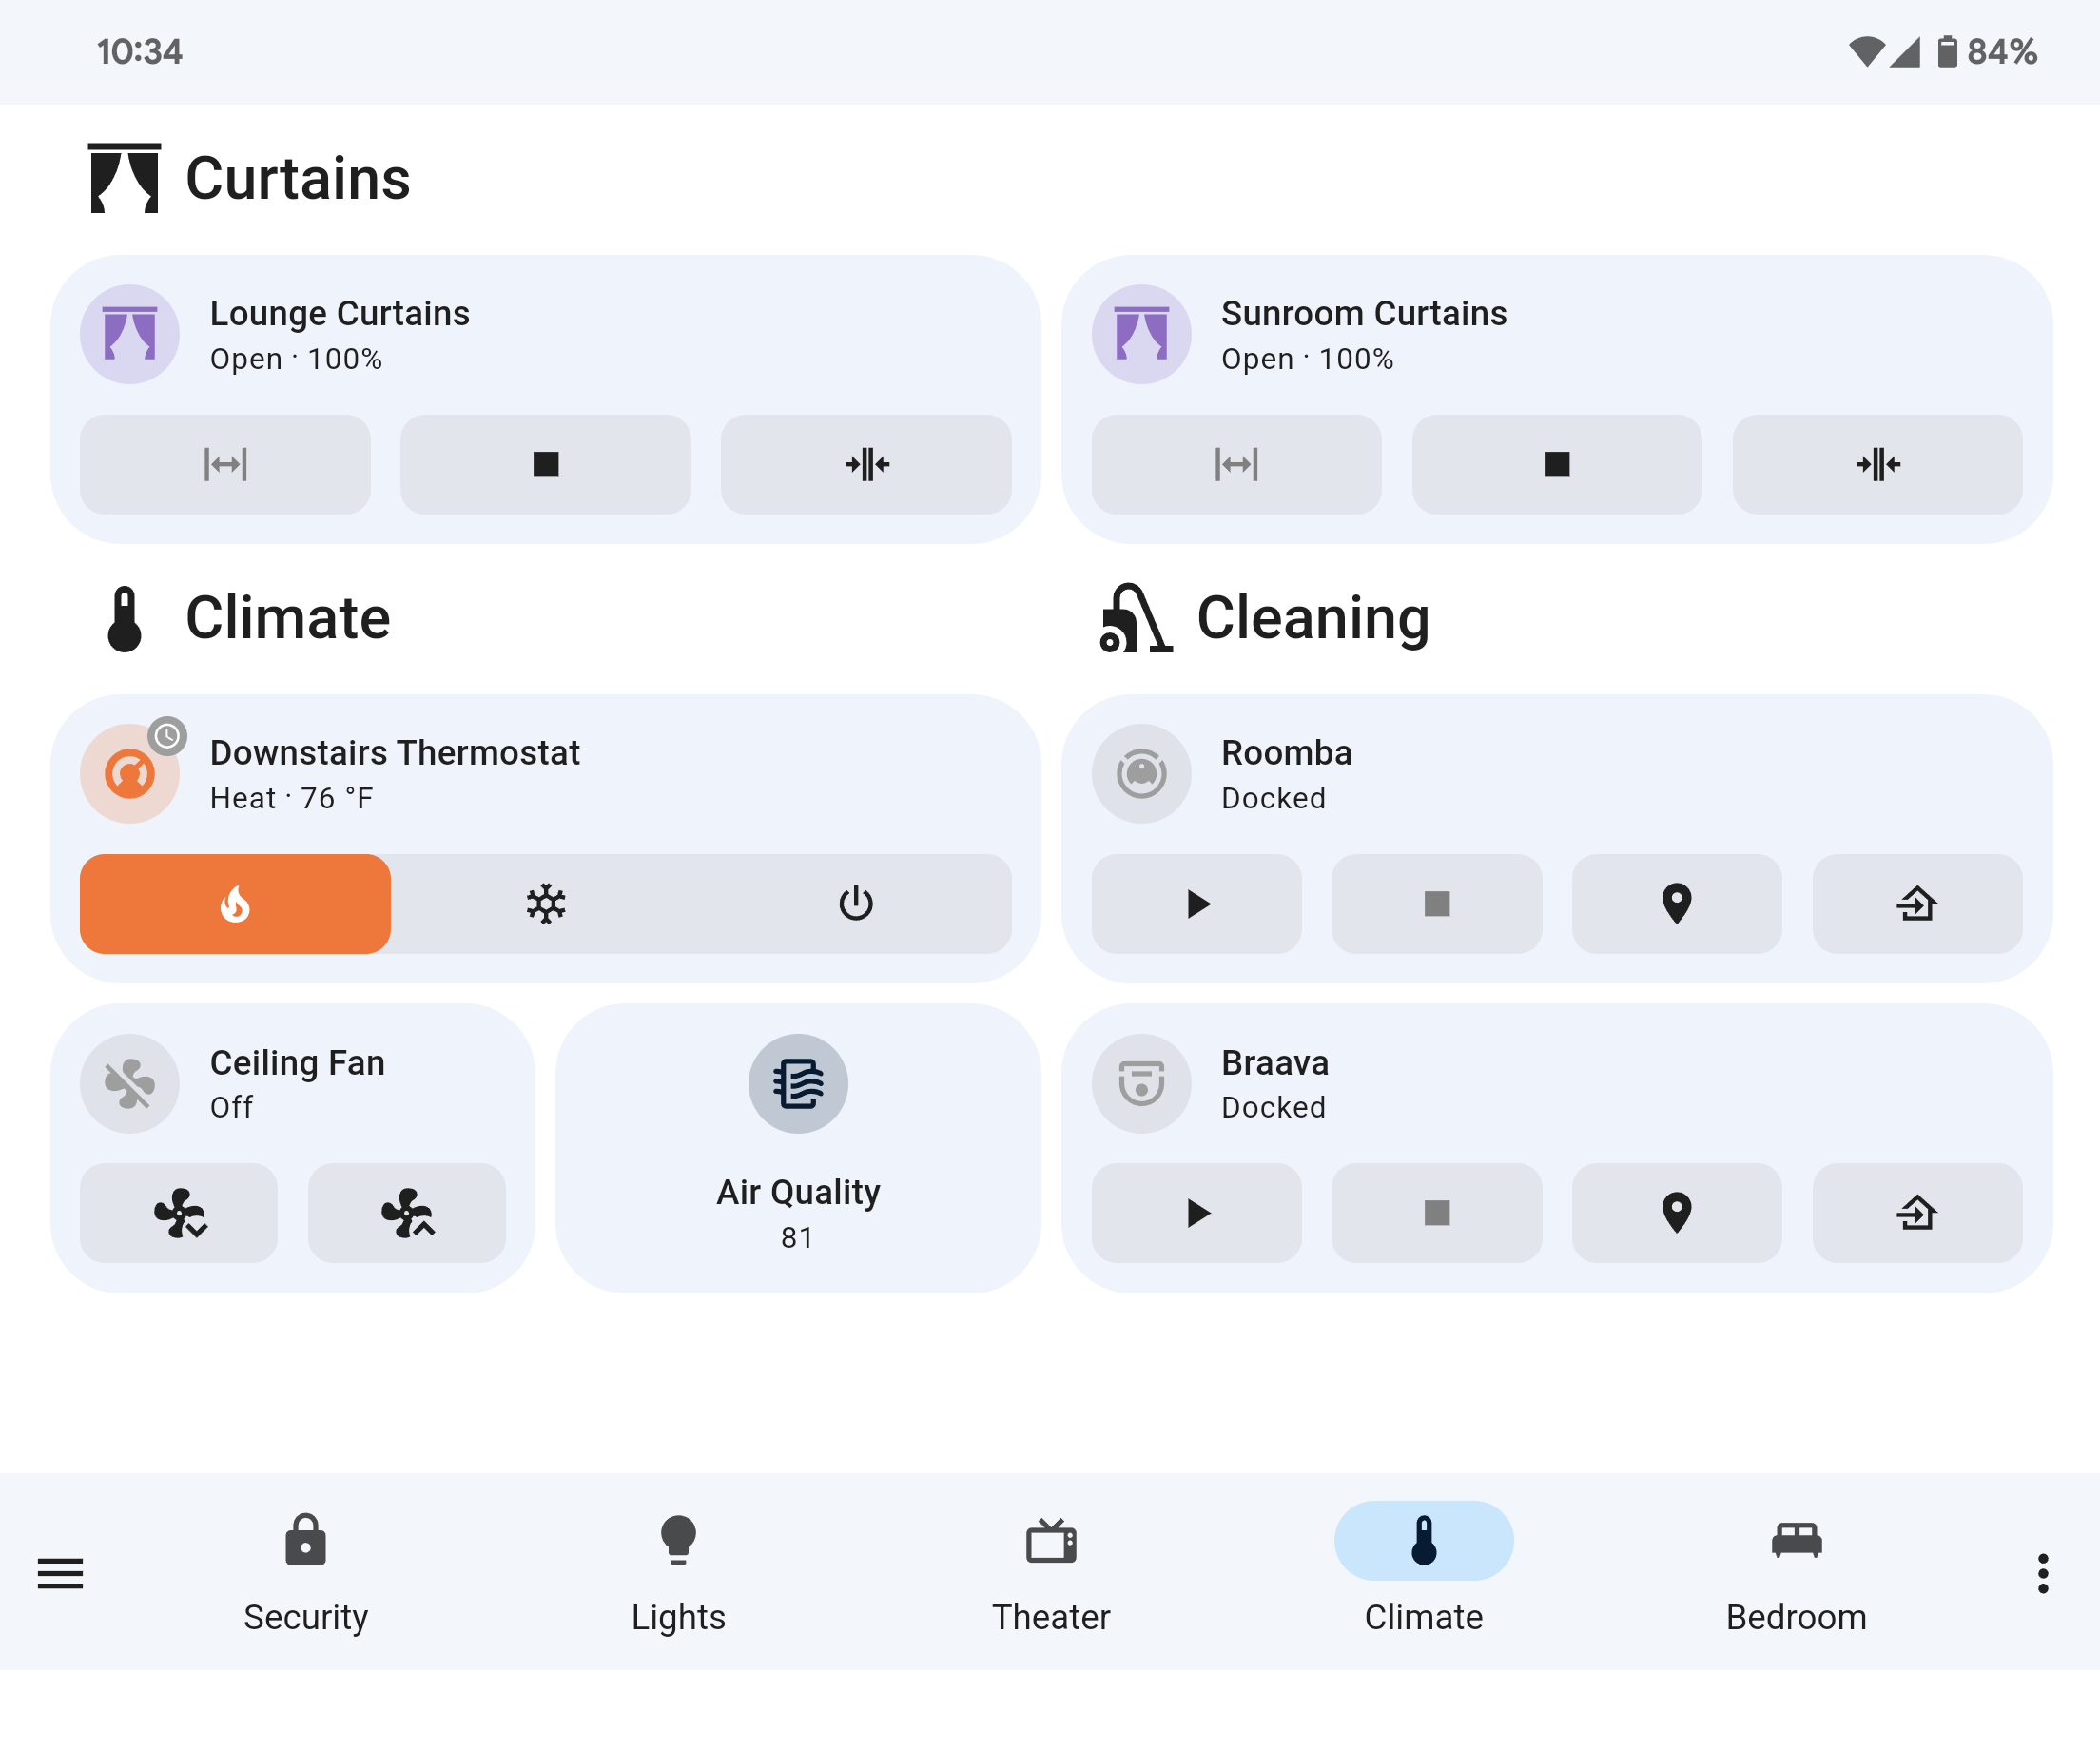 10:34
84%
Curtains
Lounge Curtains
Open · 100%
Sunroom Curtains
Open · 100%
Climate
Cleaning
Downstairs Thermostat
Heat · 76 °F
Roomba
Docked
Ceiling Fan
Off
Air Quality
81
Braava
Docked
Security
Lights
Theater
Climate
Bedroom